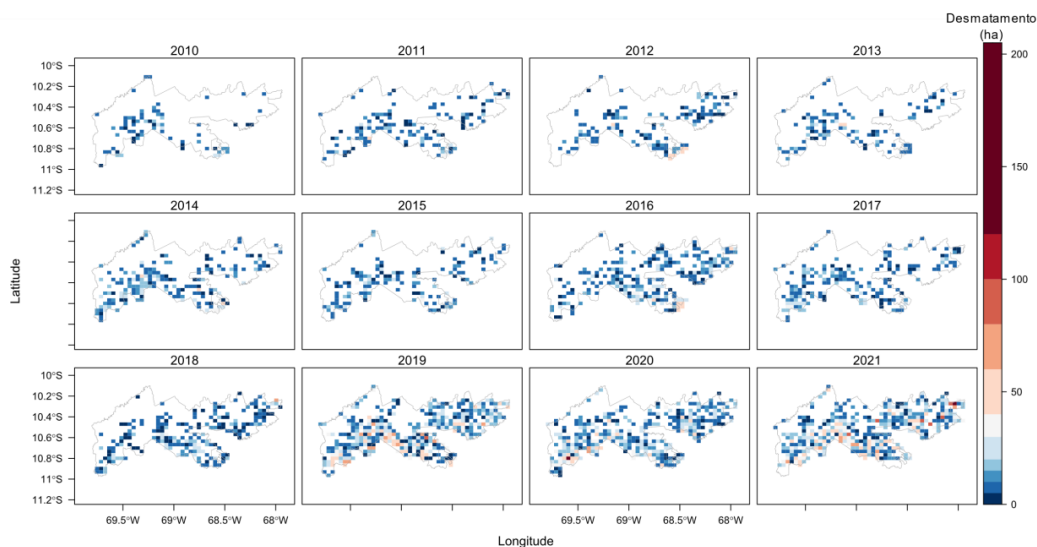 Desmatamento
(ha)
2010
2011
2012
2013
10°S
10.2°S
10.4°S
10.6°S
10.8°S
11°S
11.2°S
200
150
100
50
0
2014
2015
2016
2017
Latitude
2018
2019
2020
2021
10°S
10.2°S
10.4°S
10.6°S
10.8°S
11°S
11.2°S
69.5°W 69°W 68.5°W 68°W
69.5°W 69°W 68.5°W 68°W
Longitude